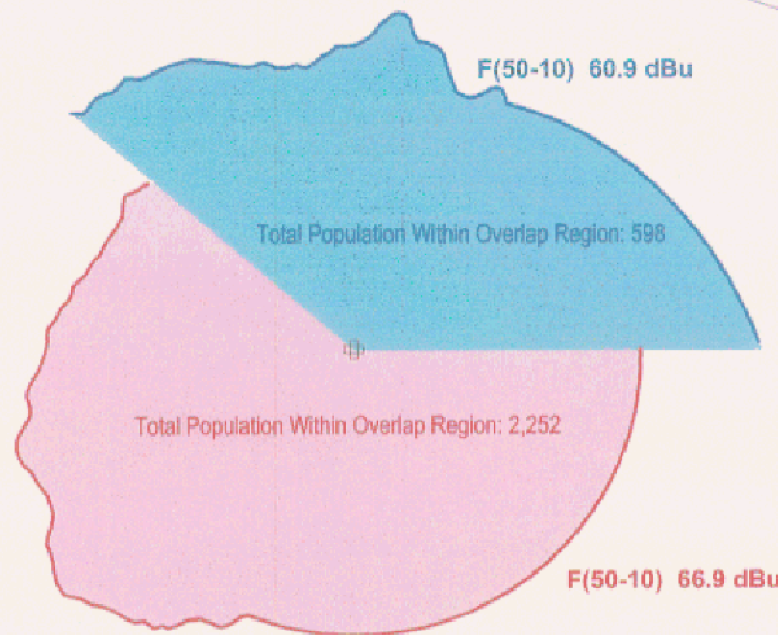 F(50-10) 60.9 dBu
Total Population Within Overlap Region: 598
Total Population Within Overlap Region: 2,252
F(50-10) 66.9 dBu